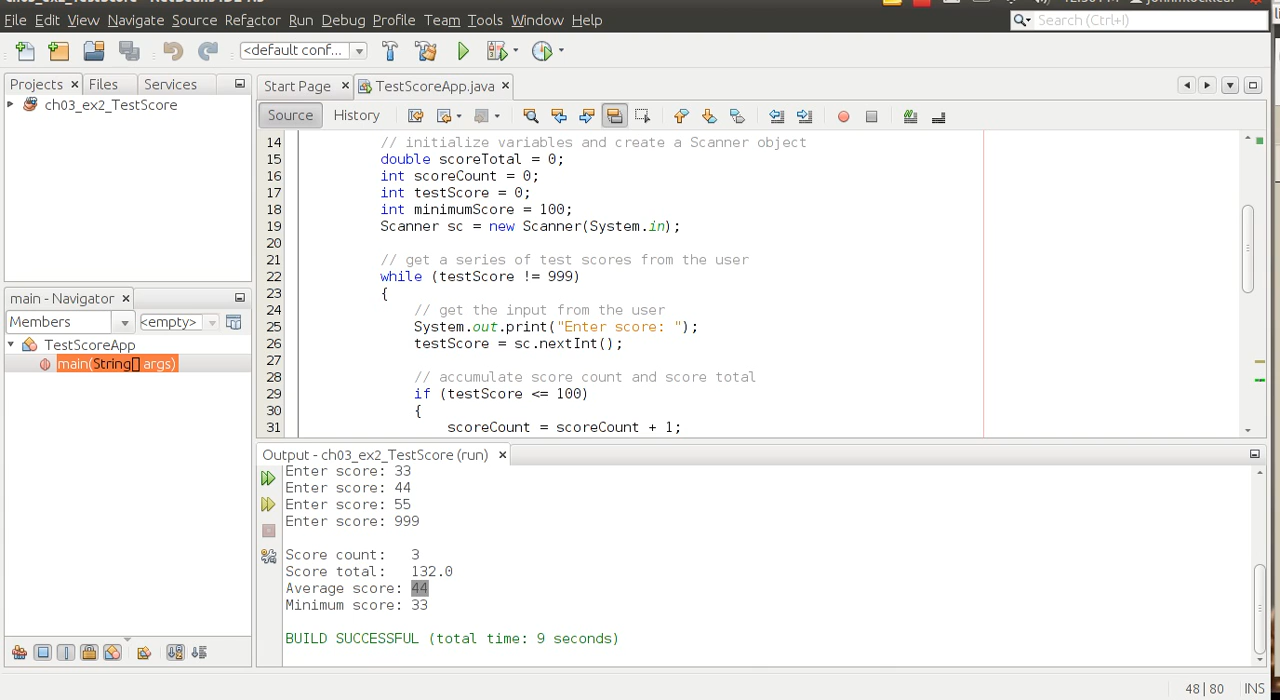 File Edit View Navigate Source Refactor Run Debug Profile Team Tools Window Help
Search (Ctrl+I)
<default conf...
Projects Files Services
Start Page TestScoreApp.java
ch03_ex2_TestScore
Source History
14 // initialize variables and create a Scanner object
15 double scoreTotal = 0;
16 int scoreCount = 0;
17 int testScore = 0;
18 int minimumScore = 100;
19 Scanner sc = new Scanner(System.in);
20
21 // get a series of test scores from the user
22 while (testScore != 999)
23 {
24 // get the input from the user
25 System.out.print("Enter score: ");
26 testScore = sc.nextInt();
27
28 // accumulate score count and score total
29 if (testScore <= 100)
30 {
31 scoreCount = scoreCount + 1;
main - Navigator
Members <empty>
TestScoreApp
main(String[] args)
Output - ch03_ex2_TestScore (run)
Enter score: 33
Enter score: 44
Enter score: 55
Enter score: 999
Score count: 3
Score total: 132.0
Average score: 44
Minimum score: 33
BUILD SUCCESSFUL (total time: 9 seconds)
48|80 INS